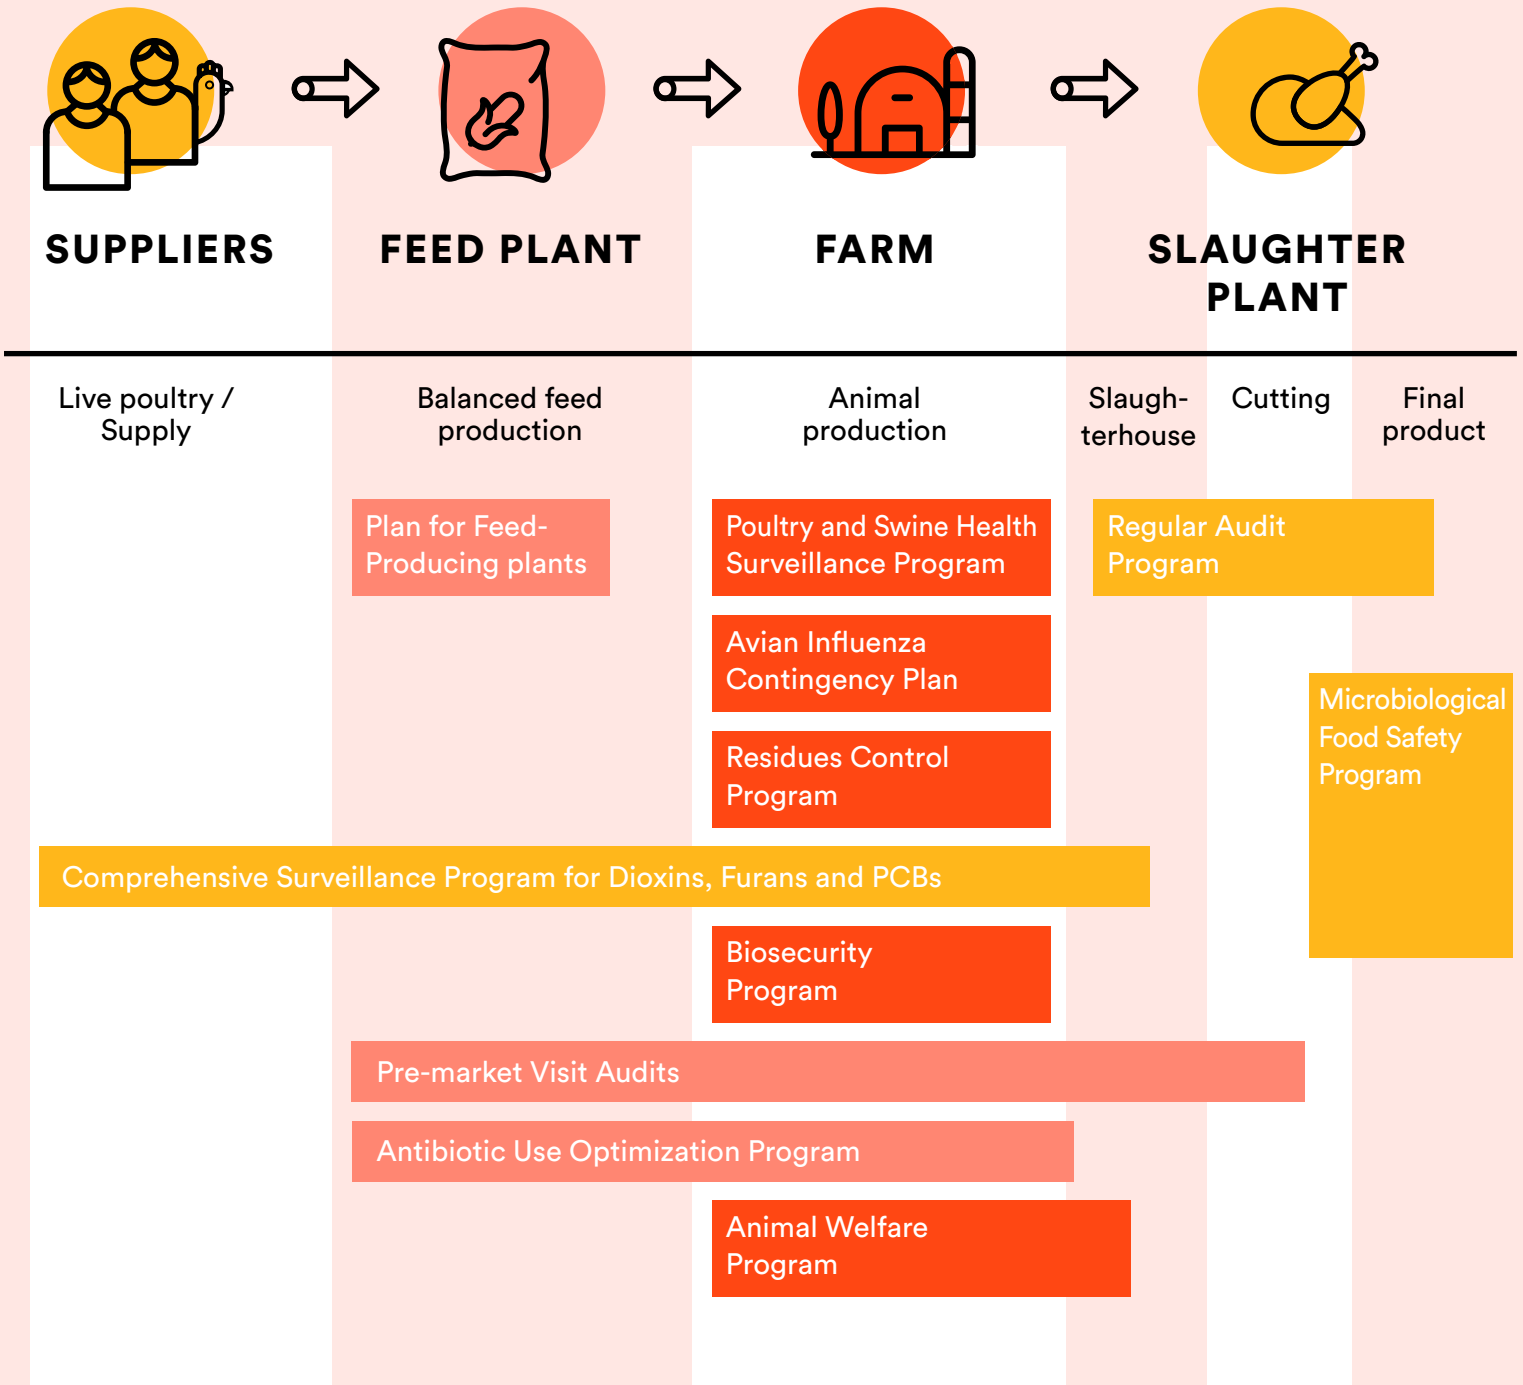 SUPPLIERS
FEED PLANT
FARM
SLAUGHTER
PLANT
Live poultry /
Supply
Balanced feed
production
Animal
production
Slaugh-
terhouse
Cutting
Final
product
Plan for Feed-
Producing plants
Poultry and Swine Health
Surveillance Program
Regular Audit
Program
Avian Influenza
Contingency Plan
Microbiological
Food Safety
Program
Residues Control
Program
Comprehensive Surveillance Program for Dioxins, Furans and PCBs
Biosecurity
Program
Pre-market Visit Audits
Antibiotic Use Optimization Program
Animal Welfare
Program